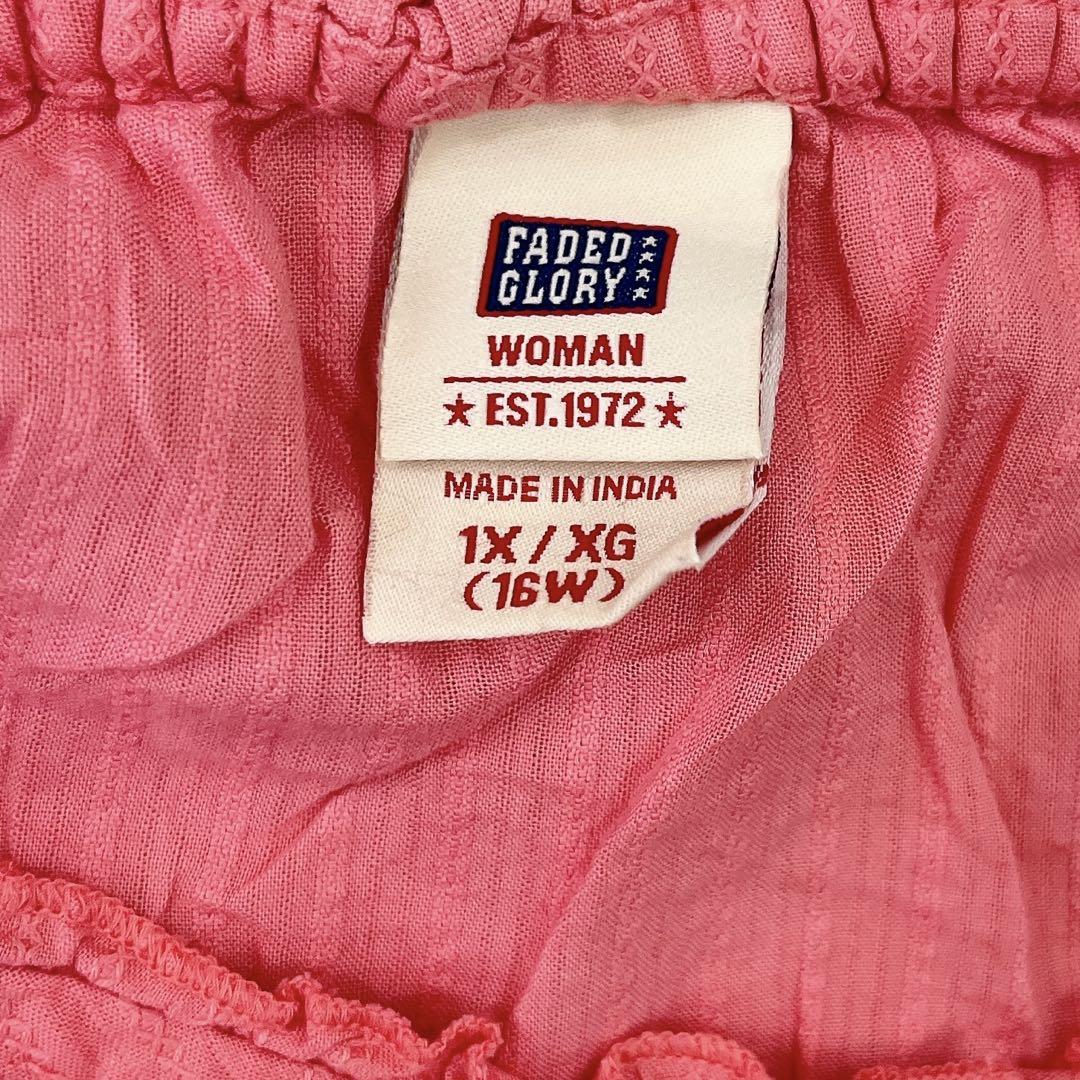 FADED
GLORY
WOMAN
EST.1972
MADE IN INDIA
1X / XG
(16W)